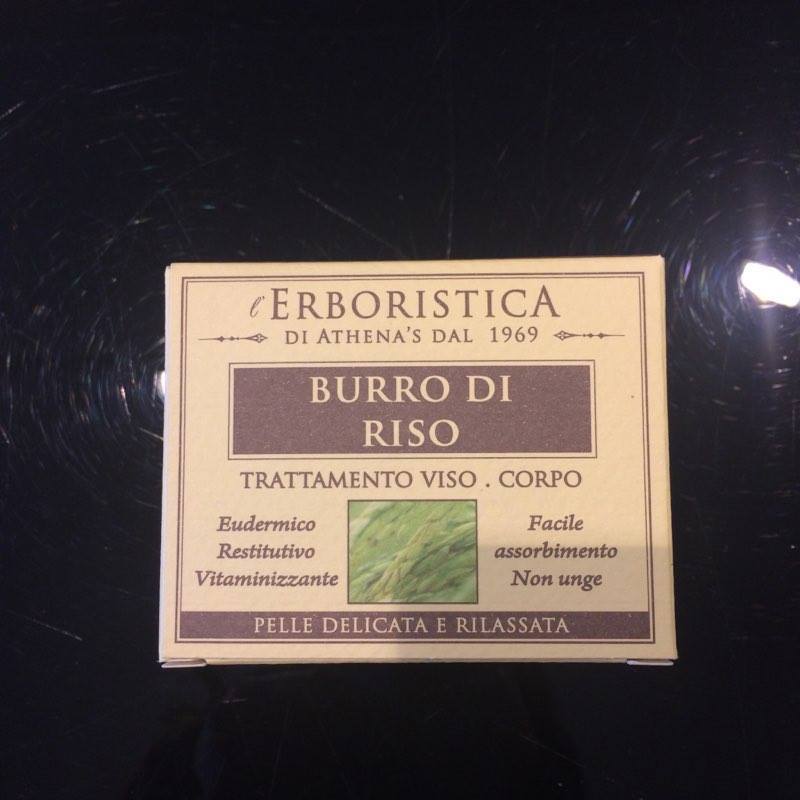 l'ERBORISTICA
DI ATHENA'S DAL 1969
BURRO DI
RISO
TRATTAMENTO VISO . CORPO
Eudermico
Restitutivo
Vitaminizzante
Facile
assorbimento
Non unge
PELLE DELICATA E RILASSATA